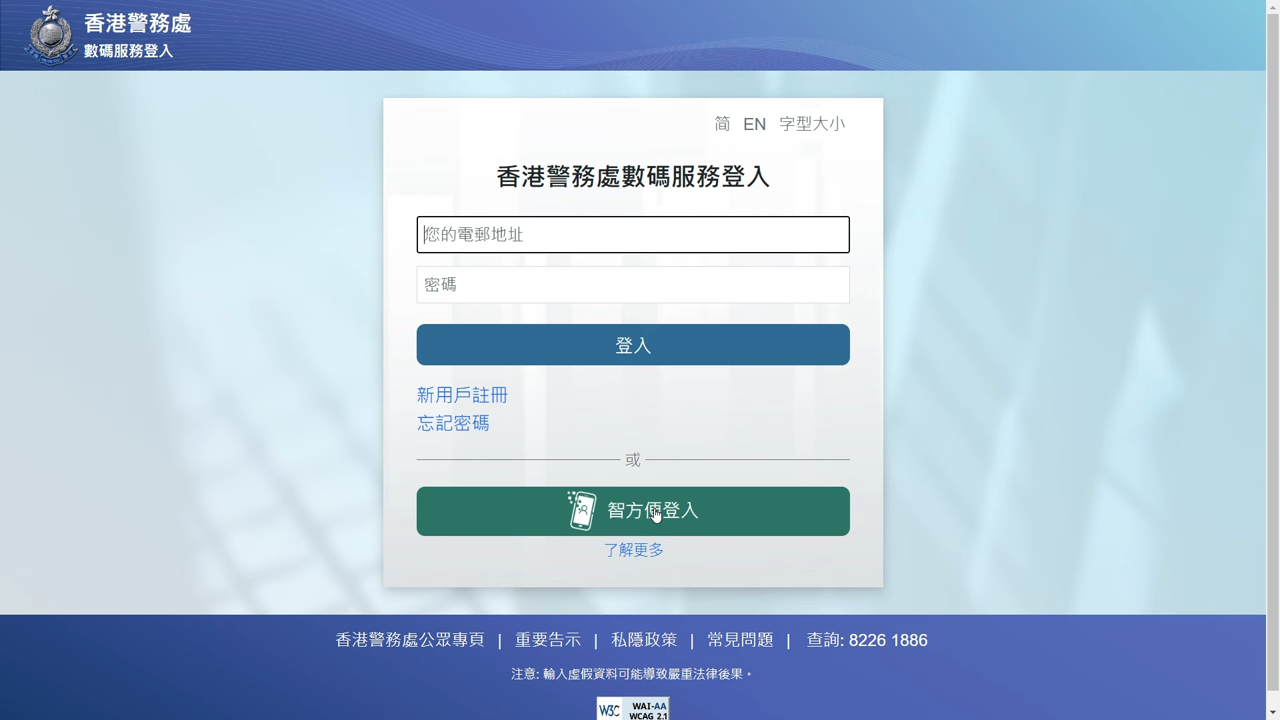 香港警務處
數碼服務登入
简 EN 字型大小
香港警務處數碼服務登入
您的電郵地址
密碼
登入
新用戶註冊
忘記密碼
或
智方便登入
了解更多
香港警務處公眾專頁 | 重要告示 | 私隱政策 | 常見問題 | 查詢: 8226 1886
注意: 輸入虛假資料可能導致嚴重法律後果。
W3C WAI-AA
WCAG 2.1